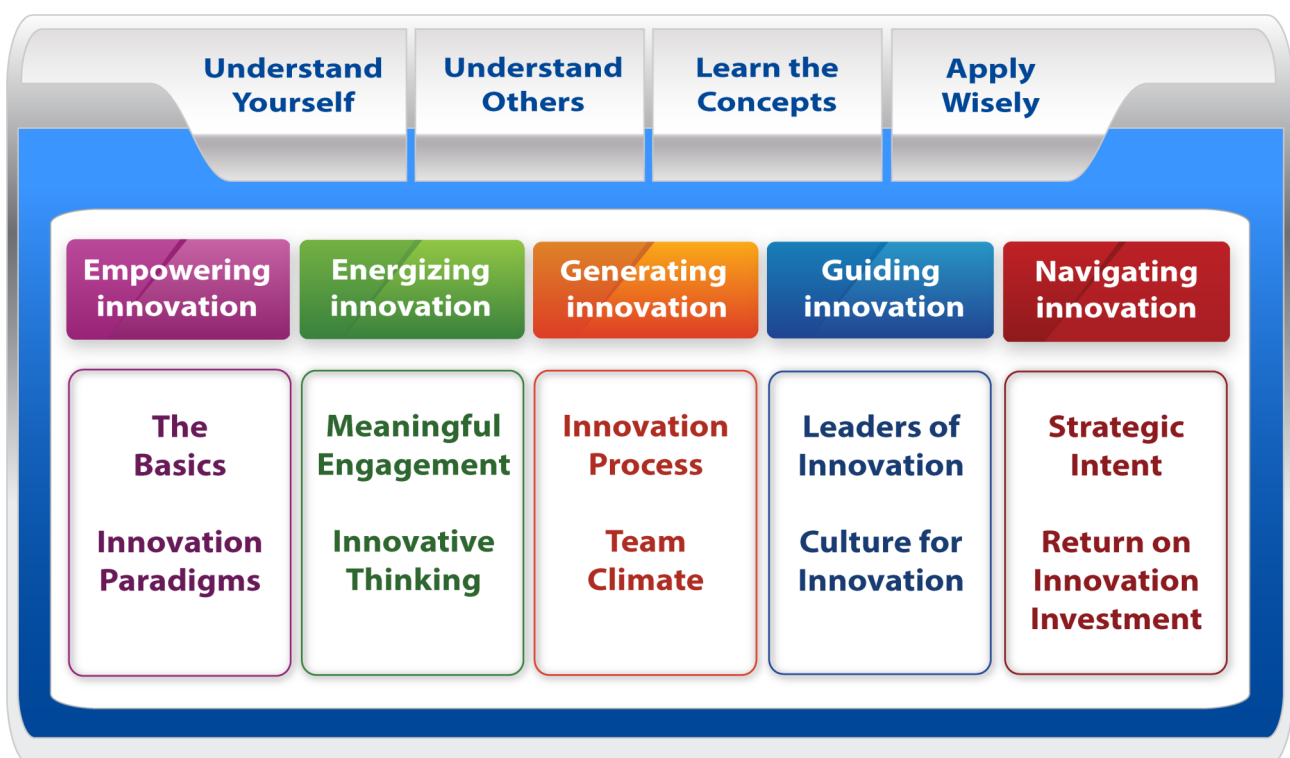 Understand
Yourself
Understand
Others
Learn the
Concepts
Apply
Wisely
Empowering
innovation
Energizing
innovation
Generating
innovation
Guiding
innovation
Navigating
innovation
The
Basics
Innovation
Paradigms
Meaningful
Engagement
Innovative
Thinking
Innovation
Process
Team
Climate
Leaders of
Innovation
Culture for
Innovation
Strategic
Intent
Return on
Innovation
Investment